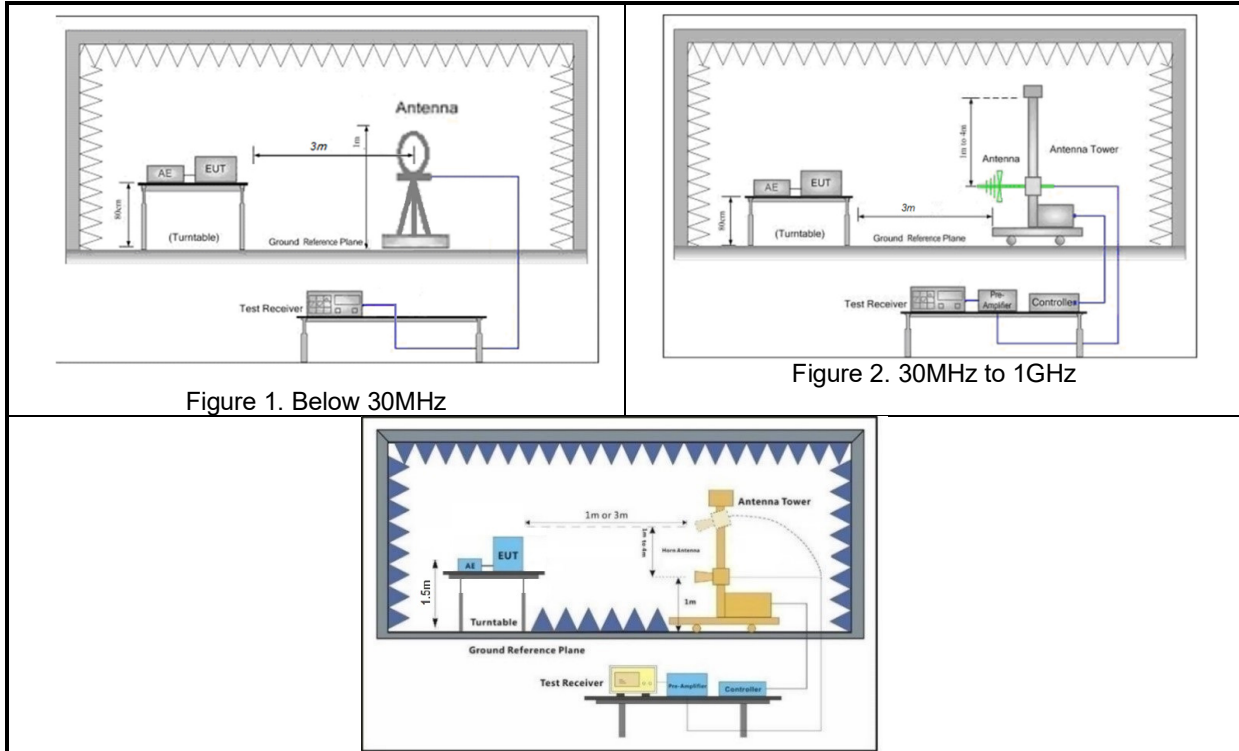 Antenna
3m
1m
AE
EUT
80cm
(Turntable)
Ground Reference Plane
Test Receiver
Figure 1. Below 30MHz
1m to 4m
Antenna
Antenna Tower
AE
EUT
3m
80cm
(Turntable)
Ground Reference Plane
Test Receiver
Pre-
Amplifier
Controller
Figure 2. 30MHz to 1GHz
Antenna Tower
1m or 3m
1m to 4m
Horn Antenna
EUT
AE
1.5m
1m
Turntable
Ground Reference Plane
Test Receiver
Pre-Amplifier
Controller